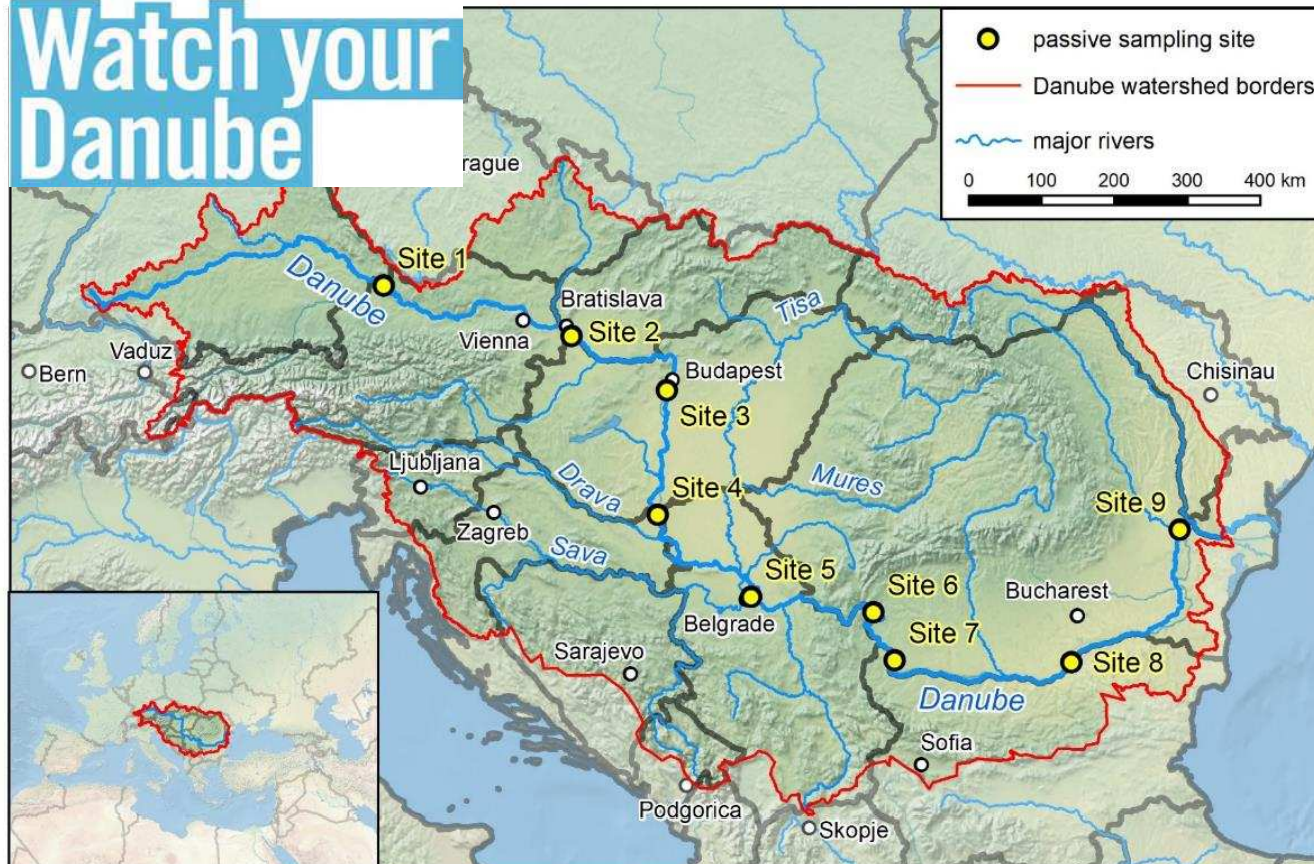 Watch your
Danube
passive sampling site
Danube watershed borders
major rivers
0 100 200 300 400 km
rague
Site 1
Danube
Bratislava
Vienna
Site 2
Tisa
Vaduz
Bern
Budapest
Chisinau
Site 3
Ljubljana
Drava
Site 4
Mures
Zagreb
Site 9
Sava
Site 5
Site 6
Bucharest
Belgrade
Site 7
Sarajevo
Site 8
Danube
Sofia
Podgorica
Skopje